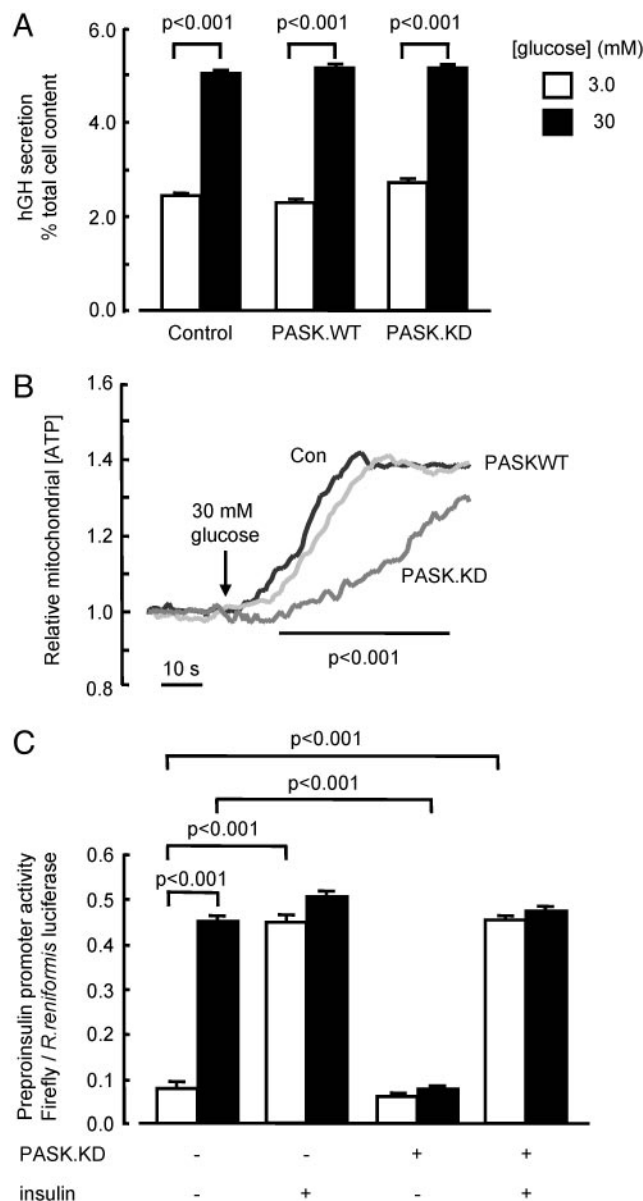 A
p<0.001 p<0.001 p<0.001
[glucose] (mM)
3.0
30
hGH secretion
% total cell content
6.0
4.0
2.0
0.0
Control PASK.WT PASK.KD
B
Relative mitochondrial [ATP]
1.6
1.4
1.2
1.0
0.8
Con
PASKWT
30 mM
glucose
PASK.KD
10 s
p<0.001
C
p<0.001
p<0.001
p<0.001
p<0.001
Preproinsulin promoter activity
Firefly / R.reniformis luciferase
0.6
0.5
0.4
0.3
0.2
0.1
0.0
PASK.KD - - + +
insulin - + - +